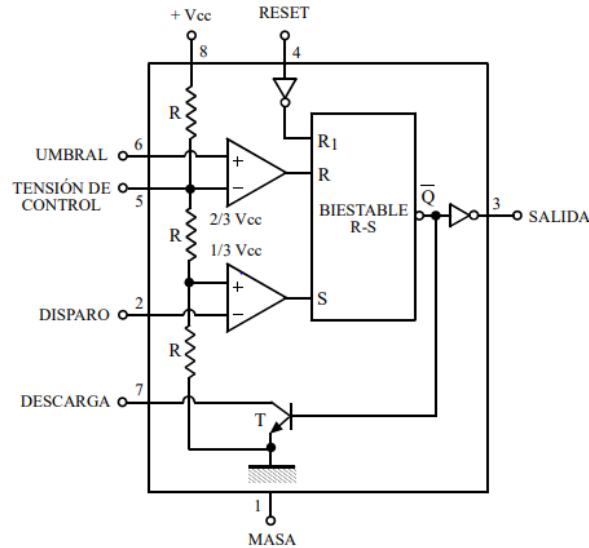 + Vcc
RESET
8
4
R
R1
6
UMBRAL
+
R
TENSIÓN DE
CONTROL
5
−
2/3 Vcc
BIESTABLE
R-S
Q
3
SALIDA
R
1/3 Vcc
+
S
2
DISPARO
−
R
7
DESCARGA
T
1
MASA